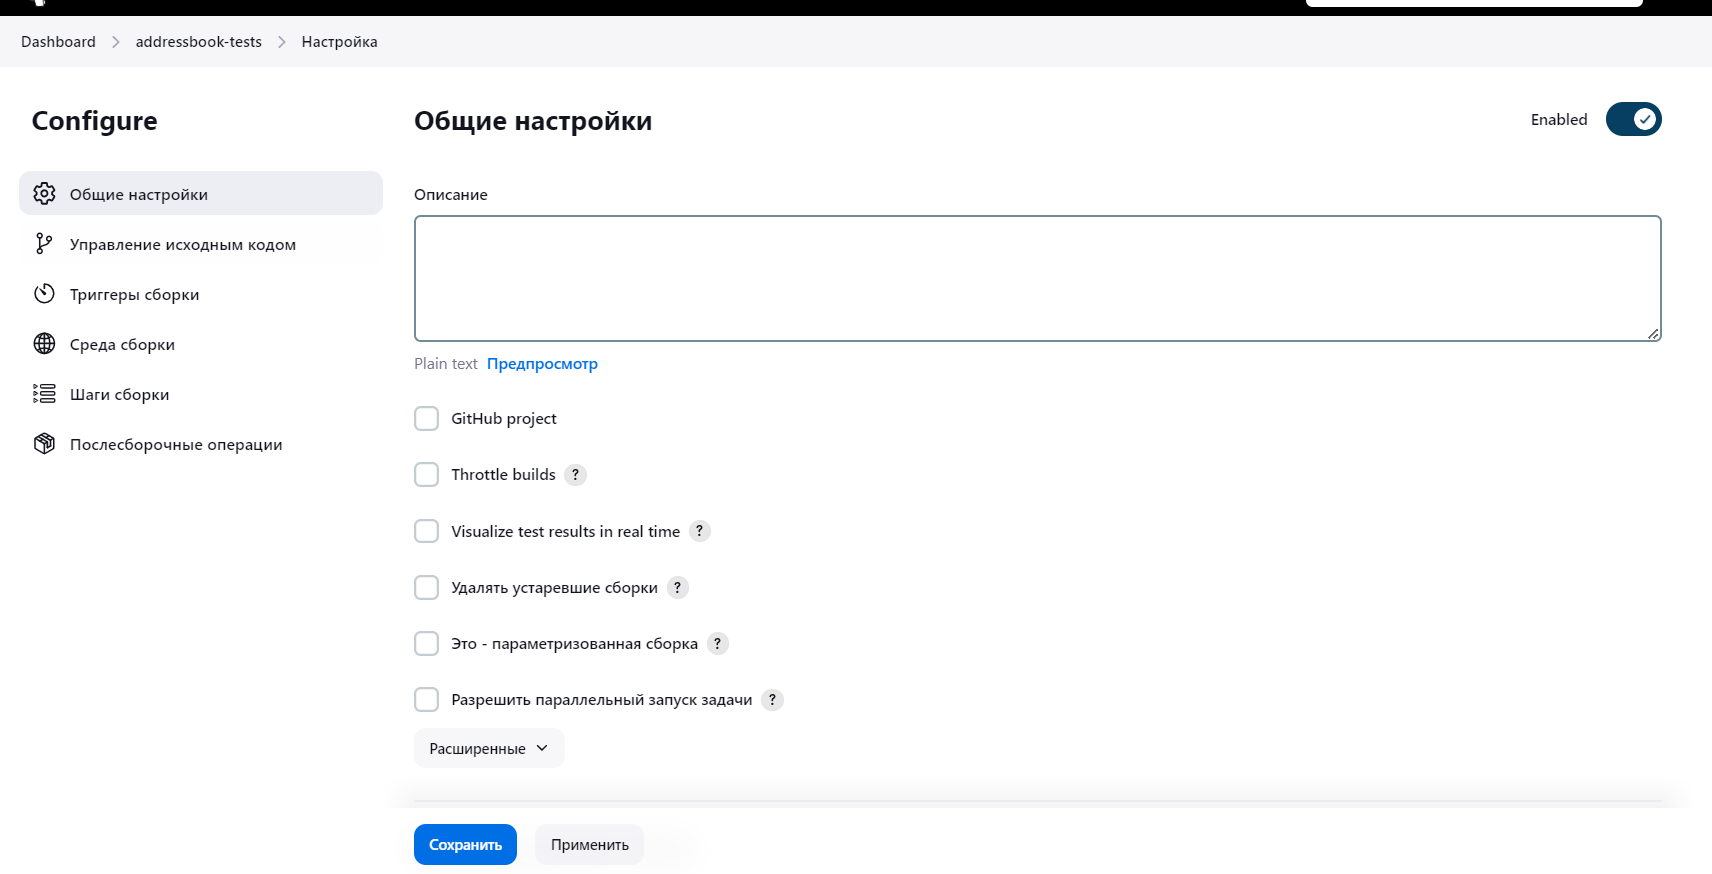 Dashboard addressbook-tests Настройка
Configure
Общие настройки
Управление исходным кодом
Триггеры сборки
Среда сборки
Шаги сборки
Послесборочные операции
Общие настройки
Enabled
Описание
Plain text Предпросмотр
GitHub project
Throttle builds ?
Visualize test results in real time ?
Удалять устаревшие сборки ?
Это - параметризованная сборка ?
Разрешить параллельный запуск задачи ?
Расширенные
Сохранить Применить